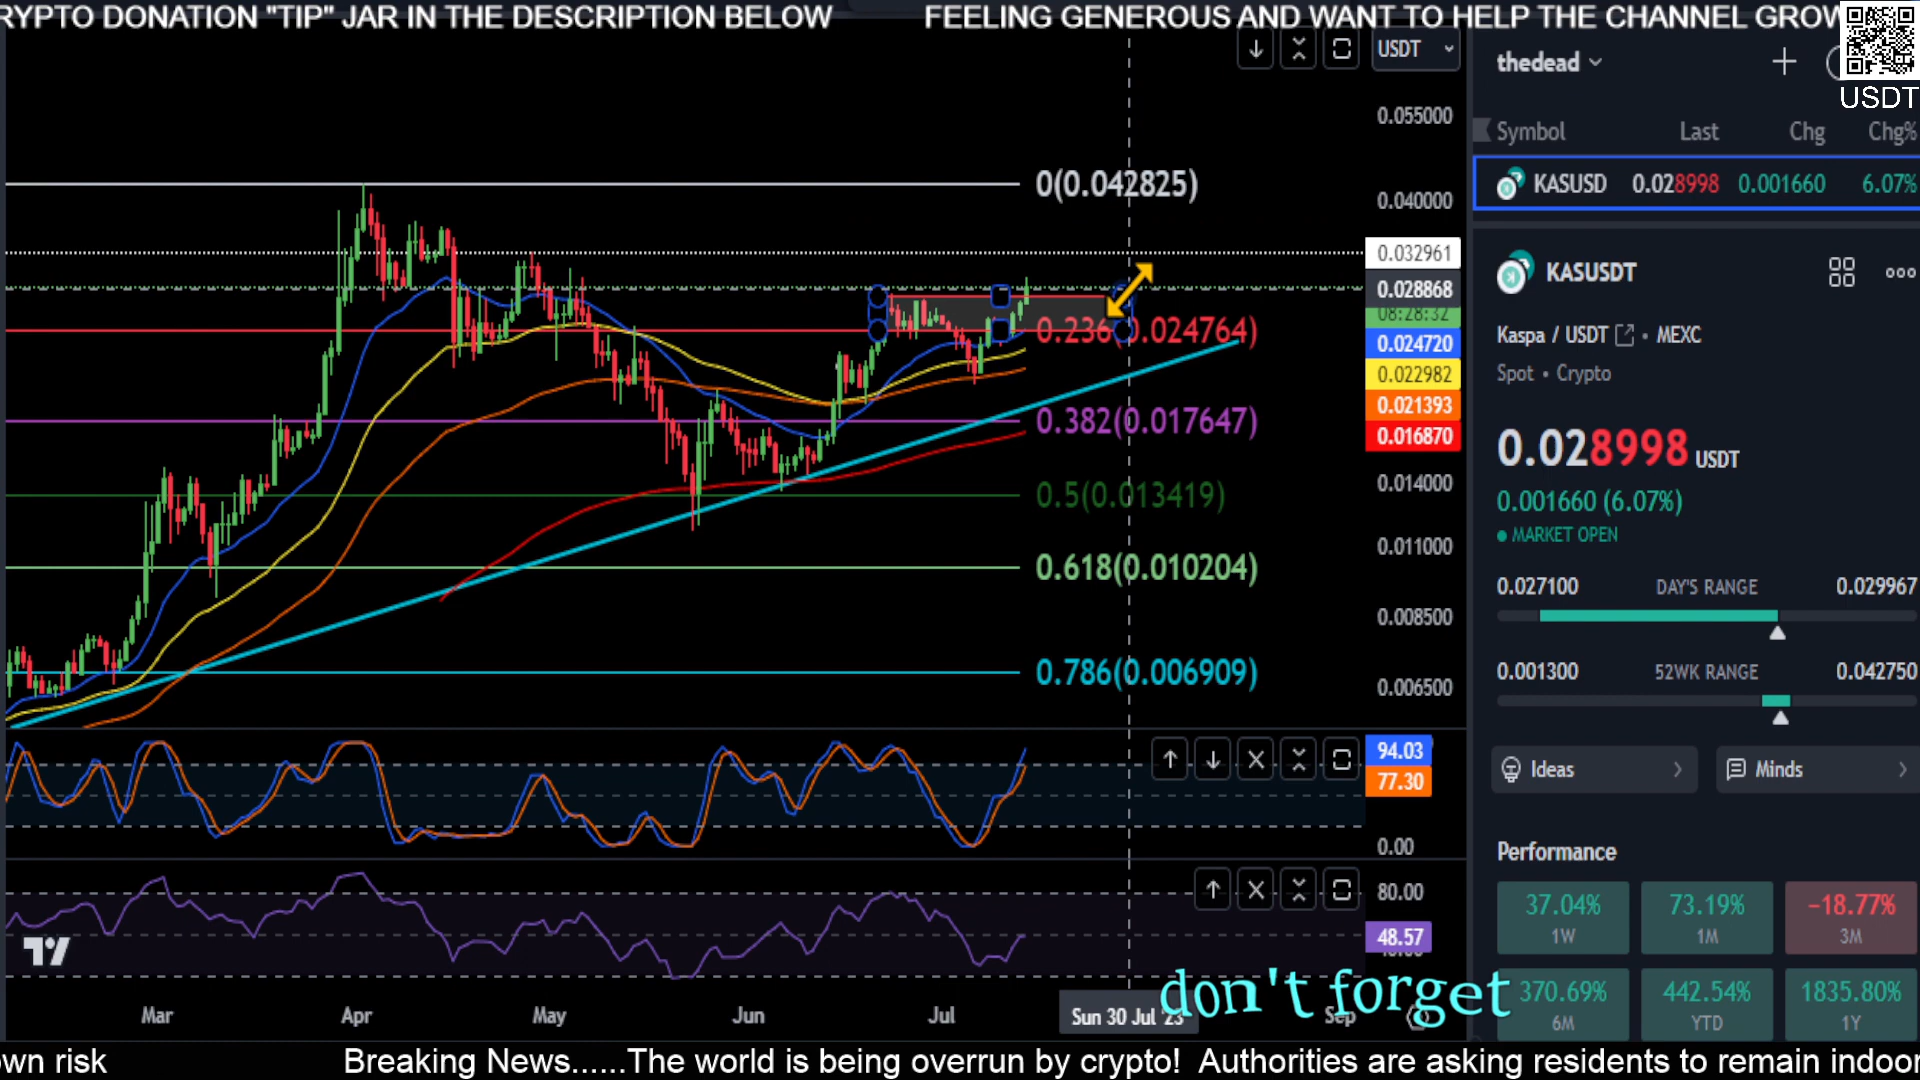 RYPTO DONATION "TIP" JAR IN THE DESCRIPTION BELOW FEELING GENEROUS AND WANT TO HELP THE CHANNEL GROW
USDT
USDT
thedead
Symbol Last Chg Chg%
KASUSD 0.028998 0.001660 6.07%
KASUSDT
Kaspa / USDT • MEXC
Spot • Crypto
0.028998 USDT
0.001660 (6.07%)
MARKET OPEN
0.027100 DAY'S RANGE 0.029967
0.001300 52WK RANGE 0.042750
Ideas
Minds
Performance
37.04% 73.19% −18.77%
1W 1M 3M
370.69% 442.54% 1835.80%
6M YTD 1Y
0.055000
0.040000
0.032961
0.028868
08:28:32
0.024720
0.022982
0.021393
0.016870
0.014000
0.011000
0.008500
0.006500
0(0.042825)
0.236(0.024764)
0.382(0.017647)
0.5(0.013419)
0.618(0.010204)
0.786(0.006909)
94.03
77.30
0.00
80.00
48.57
Mar Apr May Jun Jul Sun 30 Jul '23 Sep
don't forget
own risk Breaking News......The world is being overrun by crypto! Authorities are asking residents to remain indoor